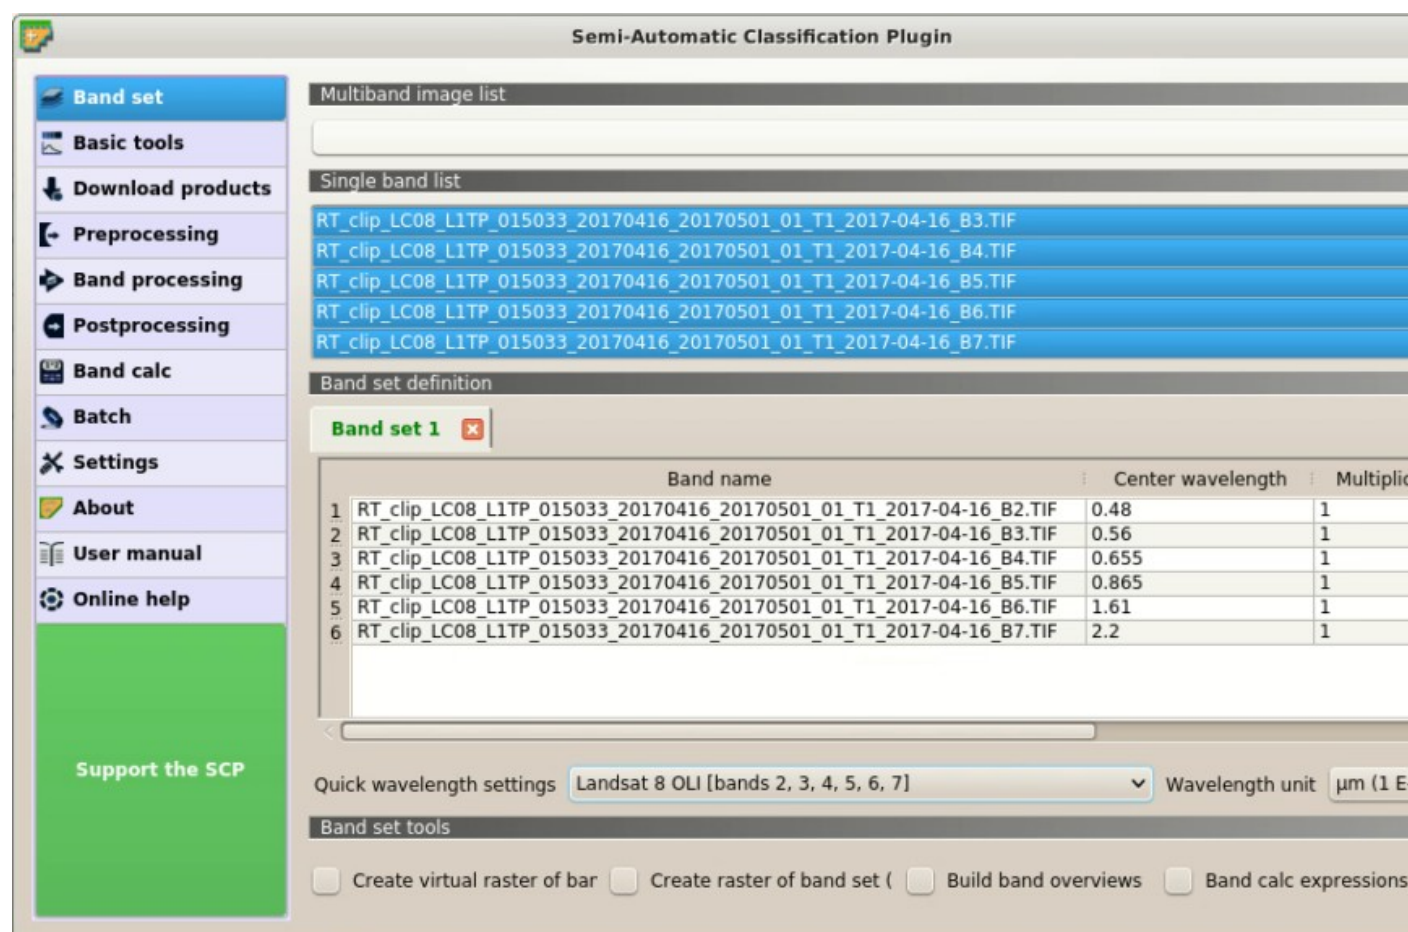 Semi-Automatic Classification Plugin
Band set
Basic tools
Download products
Preprocessing
Band processing
Postprocessing
Band calc
Batch
Settings
About
User manual
Online help
Support the SCP
Multiband image list
Single band list
RT_clip_LC08_L1TP_015033_20170416_20170501_01_T1_2017-04-16_B3.TIF
RT_clip_LC08_L1TP_015033_20170416_20170501_01_T1_2017-04-16_B4.TIF
RT_clip_LC08_L1TP_015033_20170416_20170501_01_T1_2017-04-16_B5.TIF
RT_clip_LC08_L1TP_015033_20170416_20170501_01_T1_2017-04-16_B6.TIF
RT_clip_LC08_L1TP_015033_20170416_20170501_01_T1_2017-04-16_B7.TIF
Band set definition
Band set 1
Band name Center wavelength Multiplic
1 RT_clip_LC08_L1TP_015033_20170416_20170501_01_T1_2017-04-16_B2.TIF 0.48 1
2 RT_clip_LC08_L1TP_015033_20170416_20170501_01_T1_2017-04-16_B3.TIF 0.56 1
3 RT_clip_LC08_L1TP_015033_20170416_20170501_01_T1_2017-04-16_B4.TIF 0.655 1
4 RT_clip_LC08_L1TP_015033_20170416_20170501_01_T1_2017-04-16_B5.TIF 0.865 1
5 RT_clip_LC08_L1TP_015033_20170416_20170501_01_T1_2017-04-16_B6.TIF 1.61 1
6 RT_clip_LC08_L1TP_015033_20170416_20170501_01_T1_2017-04-16_B7.TIF 2.2 1
Quick wavelength settings Landsat 8 OLI [bands 2, 3, 4, 5, 6, 7] Wavelength unit µm (1 E-
Band set tools
Create virtual raster of bar Create raster of band set ( Build band overviews Band calc expressions